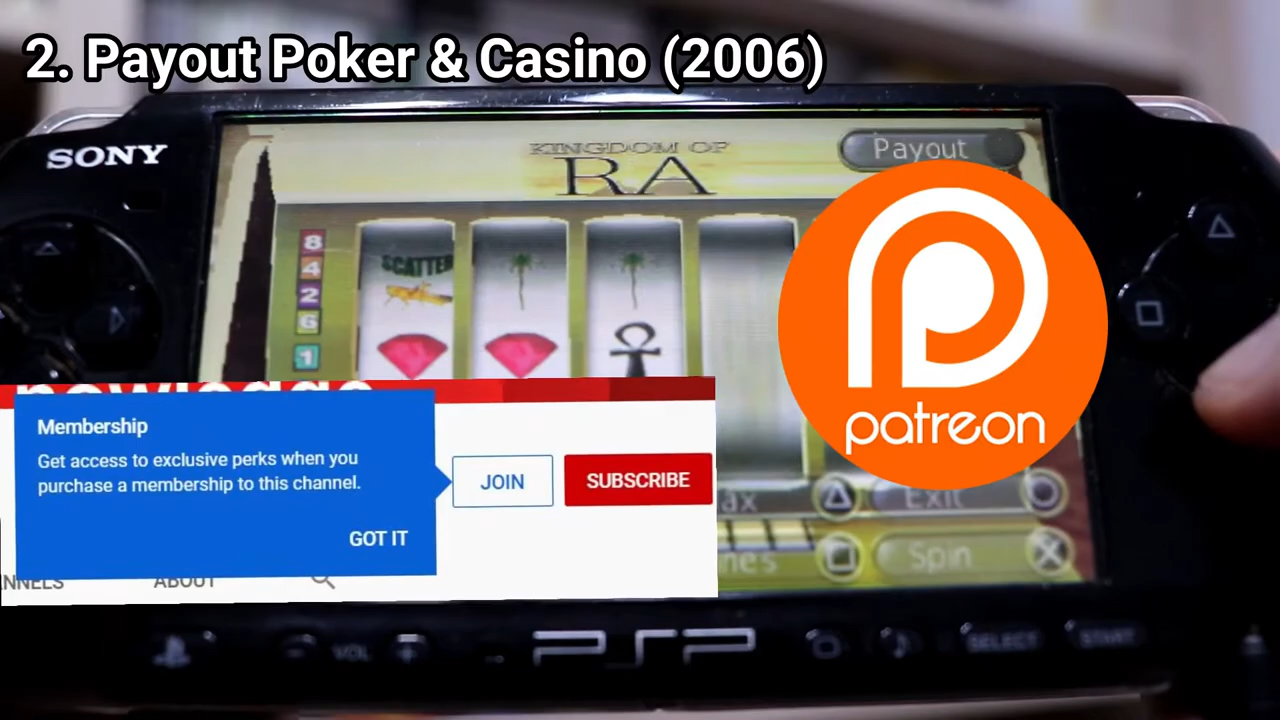 2. Payout Poker & Casino (2006)
SONY
KINGDOM OF
RA
Payout
SCATTER
8
4
2
6
1
patreon
Membership
Get access to exclusive perks when you
purchase a membership to this channel.
GOT IT
JOIN
SUBSCRIBE
ABOUT
Exit
Spin
VOL
PSP
SELECT
START